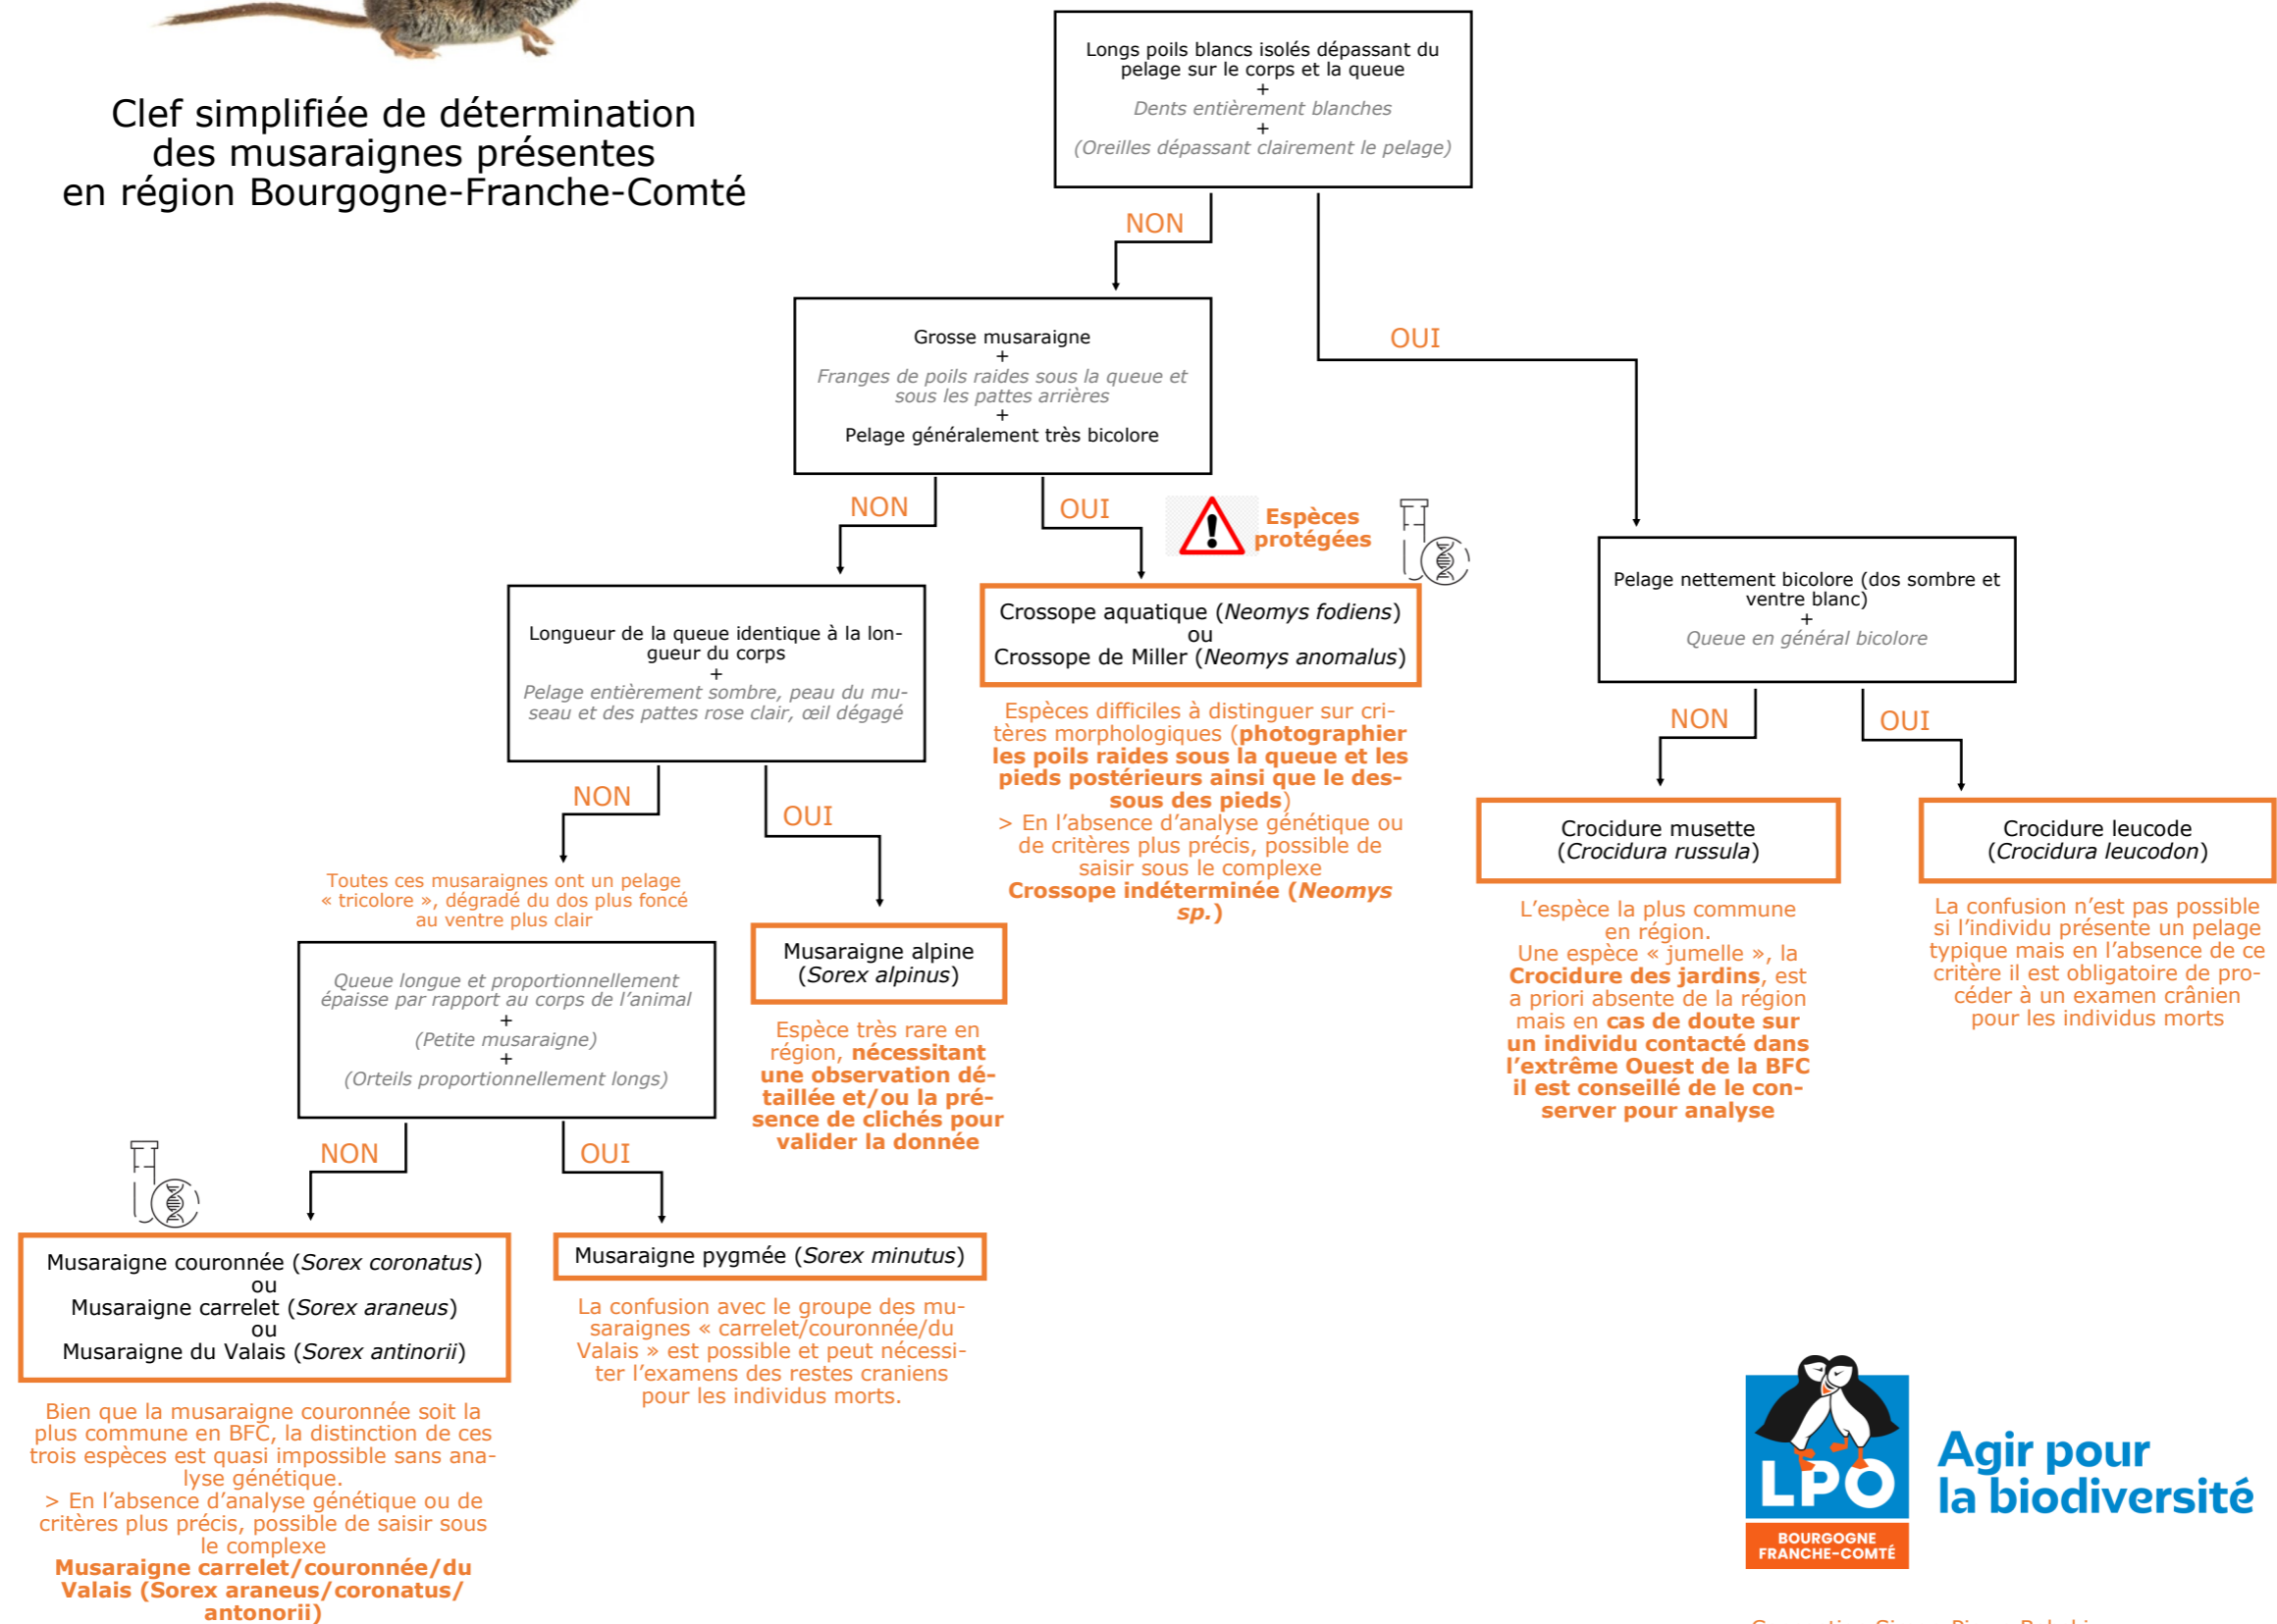 Clef simplifiée de détermination
des musaraignes présentes
en région Bourgogne-Franche-Comté
Longs poils blancs isolés dépassant du
pelage sur le corps et la queue
+
Dents entièrement blanches
+
(Oreilles dépassant clairement le pelage)
NON
OUI
Grosse musaraigne
+
Franges de poils raides sous la queue et
sous les pattes arrières
+
Pelage généralement très bicolore
NON
OUI
Espèces
protégées
Longueur de la queue identique à la lon-
gueur du corps
+
Pelage entièrement sombre, peau du mu-
seau et des pattes rose clair, œil dégagé
Crossope aquatique (Neomys fodiens)
ou
Crossope de Miller (Neomys anomalus)
Espèces difficiles à distinguer sur cri-
tères morphologiques (photographier
les poils raides sous la queue et les
pieds postérieurs ainsi que le des-
sous des pieds)
> En l'absence d'analyse génétique ou
de critères plus précis, possible de
saisir sous le complexe
Crossope indéterminée (Neomys
sp.)
Pelage nettement bicolore (dos sombre et
ventre blanc)
+
Queue en général bicolore
NON
OUI
Crocidure musette
(Crocidura russula)
L'espèce la plus commune
en région.
Une espèce « jumelle », la
Crocidure des jardins, est
a priori absente de la région
mais en cas de doute sur
un individu contacté dans
l'extrême Ouest de la BFC
il est conseillé de le con-
server pour analyse
Crocidure leucode
(Crocidura leucodon)
La confusion n'est pas possible
si l'individu présente un pelage
typique mais en l'absence de ce
critère il est obligatoire de pro-
céder à un examen crânien
pour les individus morts
NON
OUI
Toutes ces musaraignes ont un pelage
« tricolore », dégradé du dos plus foncé
au ventre plus clair
Queue longue et proportionnellement
épaisse par rapport au corps de l'animal
+
(Petite musaraigne)
+
(Orteils proportionnellement longs)
Musaraigne alpine
(Sorex alpinus)
Espèce très rare en
région, nécessitant
une observation dé-
taillée et/ou la pré-
sence de clichés pour
valider la donnée
NON
OUI
Musaraigne couronnée (Sorex coronatus)
ou
Musaraigne carrelet (Sorex araneus)
ou
Musaraigne du Valais (Sorex antinorii)
Bien que la musaraigne couronnée soit la
plus commune en BFC, la distinction de ces
trois espèces est quasi impossible sans ana-
lyse génétique.
> En l'absence d'analyse génétique ou de
critères plus précis, possible de saisir sous
le complexe
Musaraigne carrelet/couronnée/du
Valais (Sorex araneus/coronatus/
antonorii)
Musaraigne pygmée (Sorex minutus)
La confusion avec le groupe des mu-
saraignes « carrelet/couronnée/du
Valais » est possible et peut nécessi-
ter l'examens des restes craniens
pour les individus morts.
LPO
BOURGOGNE
FRANCHE-COMTÉ
Agir pour
la biodiversité